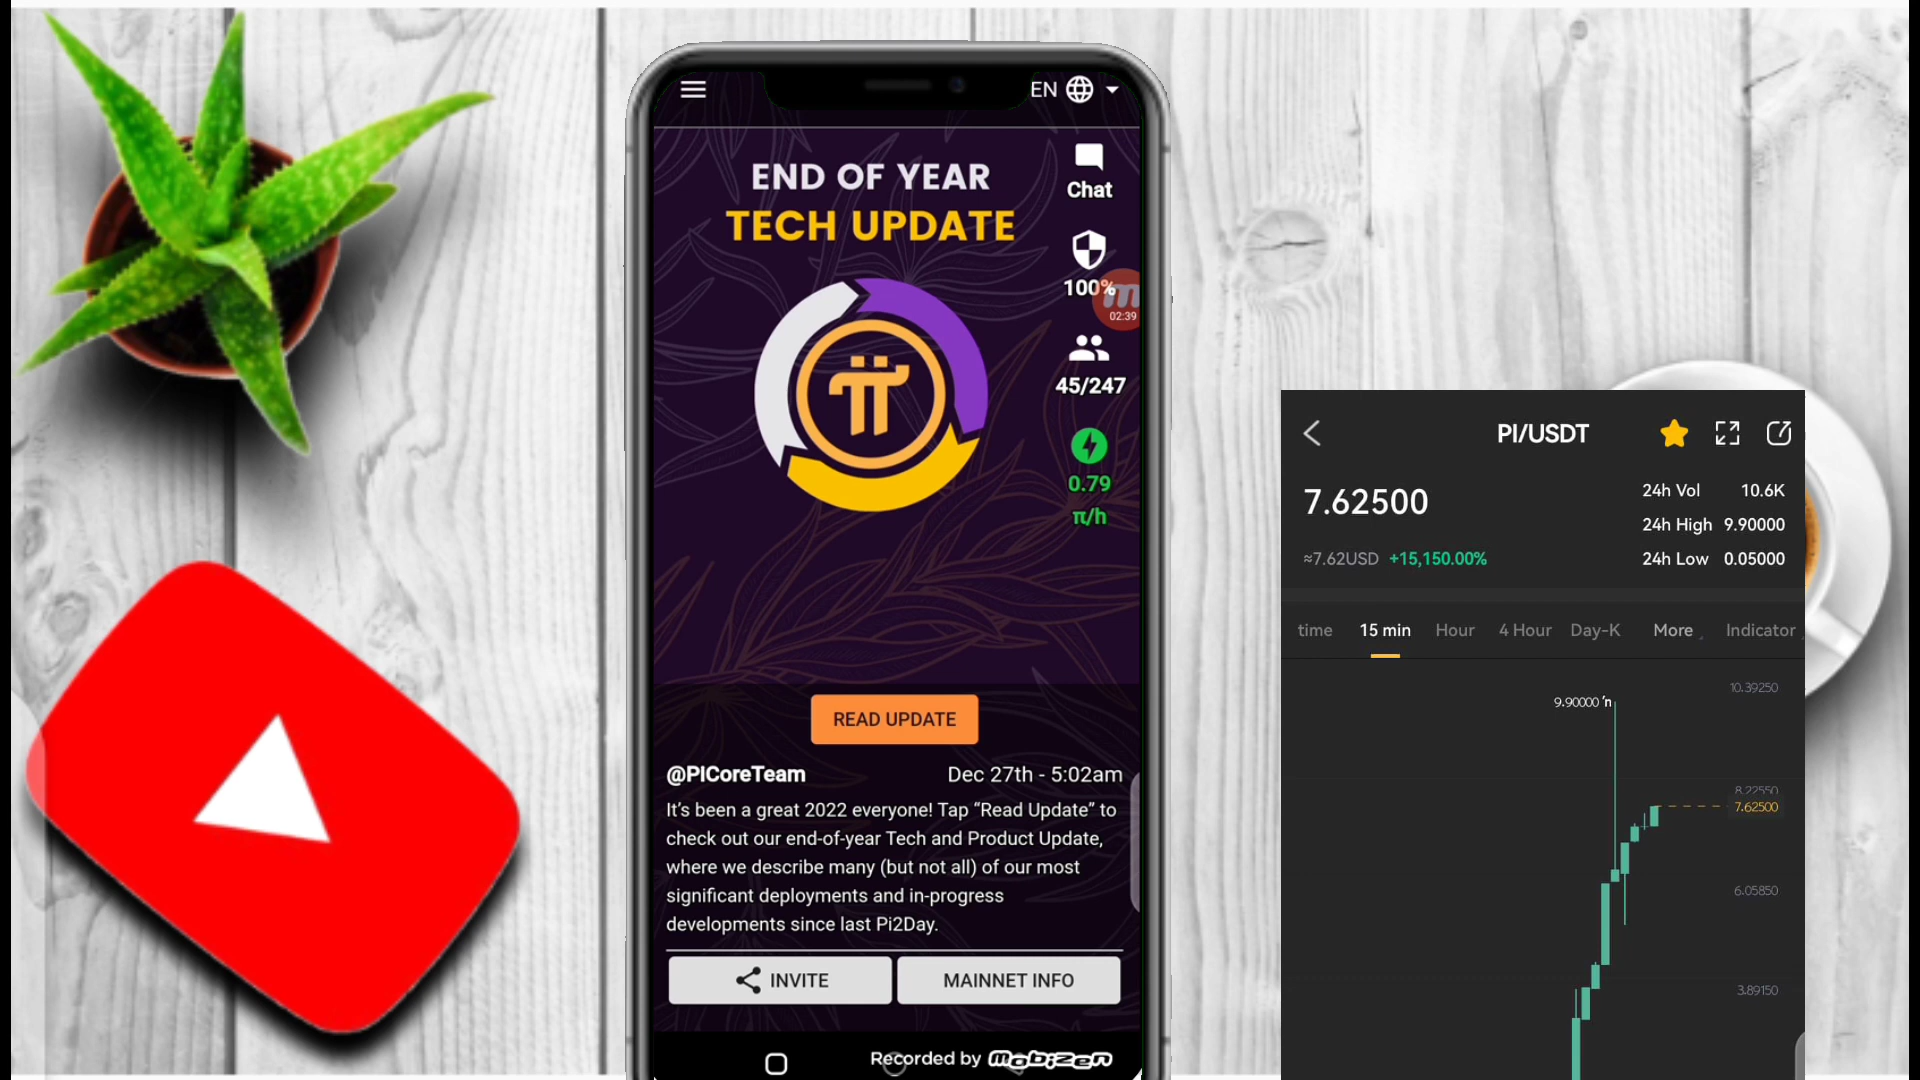 EN
END OF YEAR
TECH UPDATE
Chat
100%
02:39
45/247
0.79
π/h
READ UPDATE
@PiCoreTeam
Dec 27th - 5:02am
It's been a great 2022 everyone! Tap “Read Update” to
check out our end-of-year Tech and Product Update,
where we describe many (but not all) of our most
significant deployments and in-progress
developments since last Pi2Day.
INVITE
MAINNET INFO
Recorded by mobizen
PI/USDT
7.62500
24h Vol 10.6K
24h High 9.90000
≈7.62USD +15,150.00%
24h Low 0.05000
time 15 min Hour 4 Hour Day-K More Indicator
10.39250
9.90000
8.22550
7.62500
6.05850
3.89150